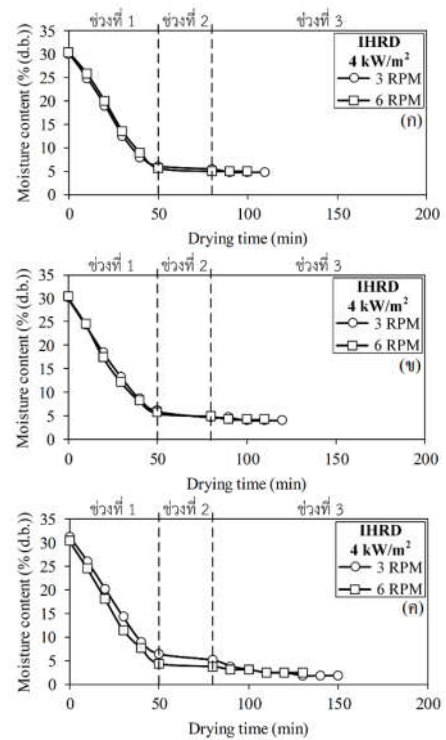 ช่วงที่ 1 ช่วงที่ 2 ช่วงที่ 3
35
30
25
20
15
10
5
0
Moisture content (% (d.b.))
IHRD
4 kW/m²
3 RPM
6 RPM
(ก)
0 50 100 150 200
Drying time (min)
ช่วงที่ 1 ช่วงที่ 2 ช่วงที่ 3
35
30
25
20
15
10
5
0
Moisture content (% (d.b.))
IHRD
4 kW/m²
3 RPM
6 RPM
(ข)
0 50 100 150 200
Drying time (min)
ช่วงที่ 1 ช่วงที่ 2 ช่วงที่ 3
35
30
25
20
15
10
5
0
Moisture content (% (d.b.))
IHRD
4 kW/m²
3 RPM
6 RPM
(ค)
0 50 100 150 200
Drying time (min)